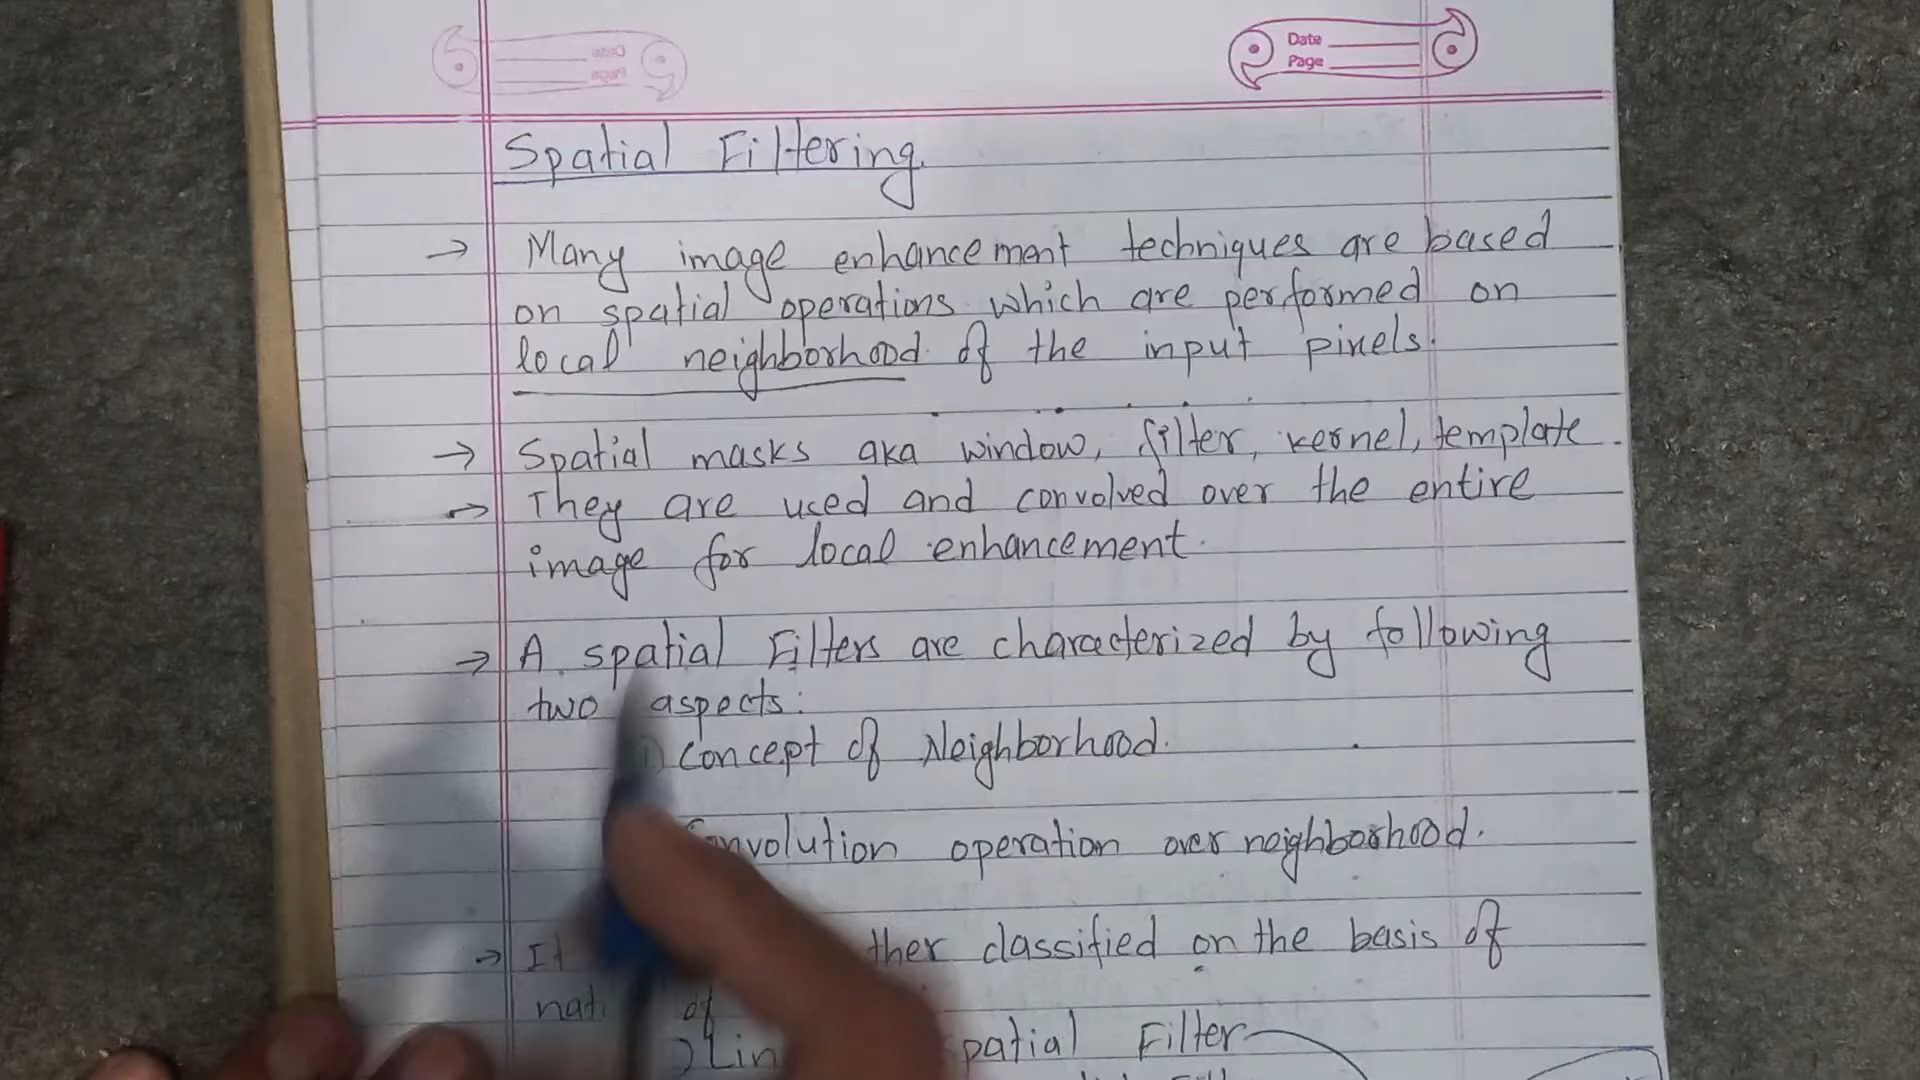 Date
Page
Spatial Filtering.
→ Many image enhancement techniques are based
on spatial operations which are performed on
local neighborhood of the input pixels.
→ Spatial masks aka window, filter, kernel, template.
→ They are used and convolved over the entire
image for local enhancement.
→ A spatial Filters are characterized by following
two aspects:
) Concept of Neighborhood.
Convolution operation over neighborhood.
→ It ther classified on the basis of
of
) Lin patial Filter